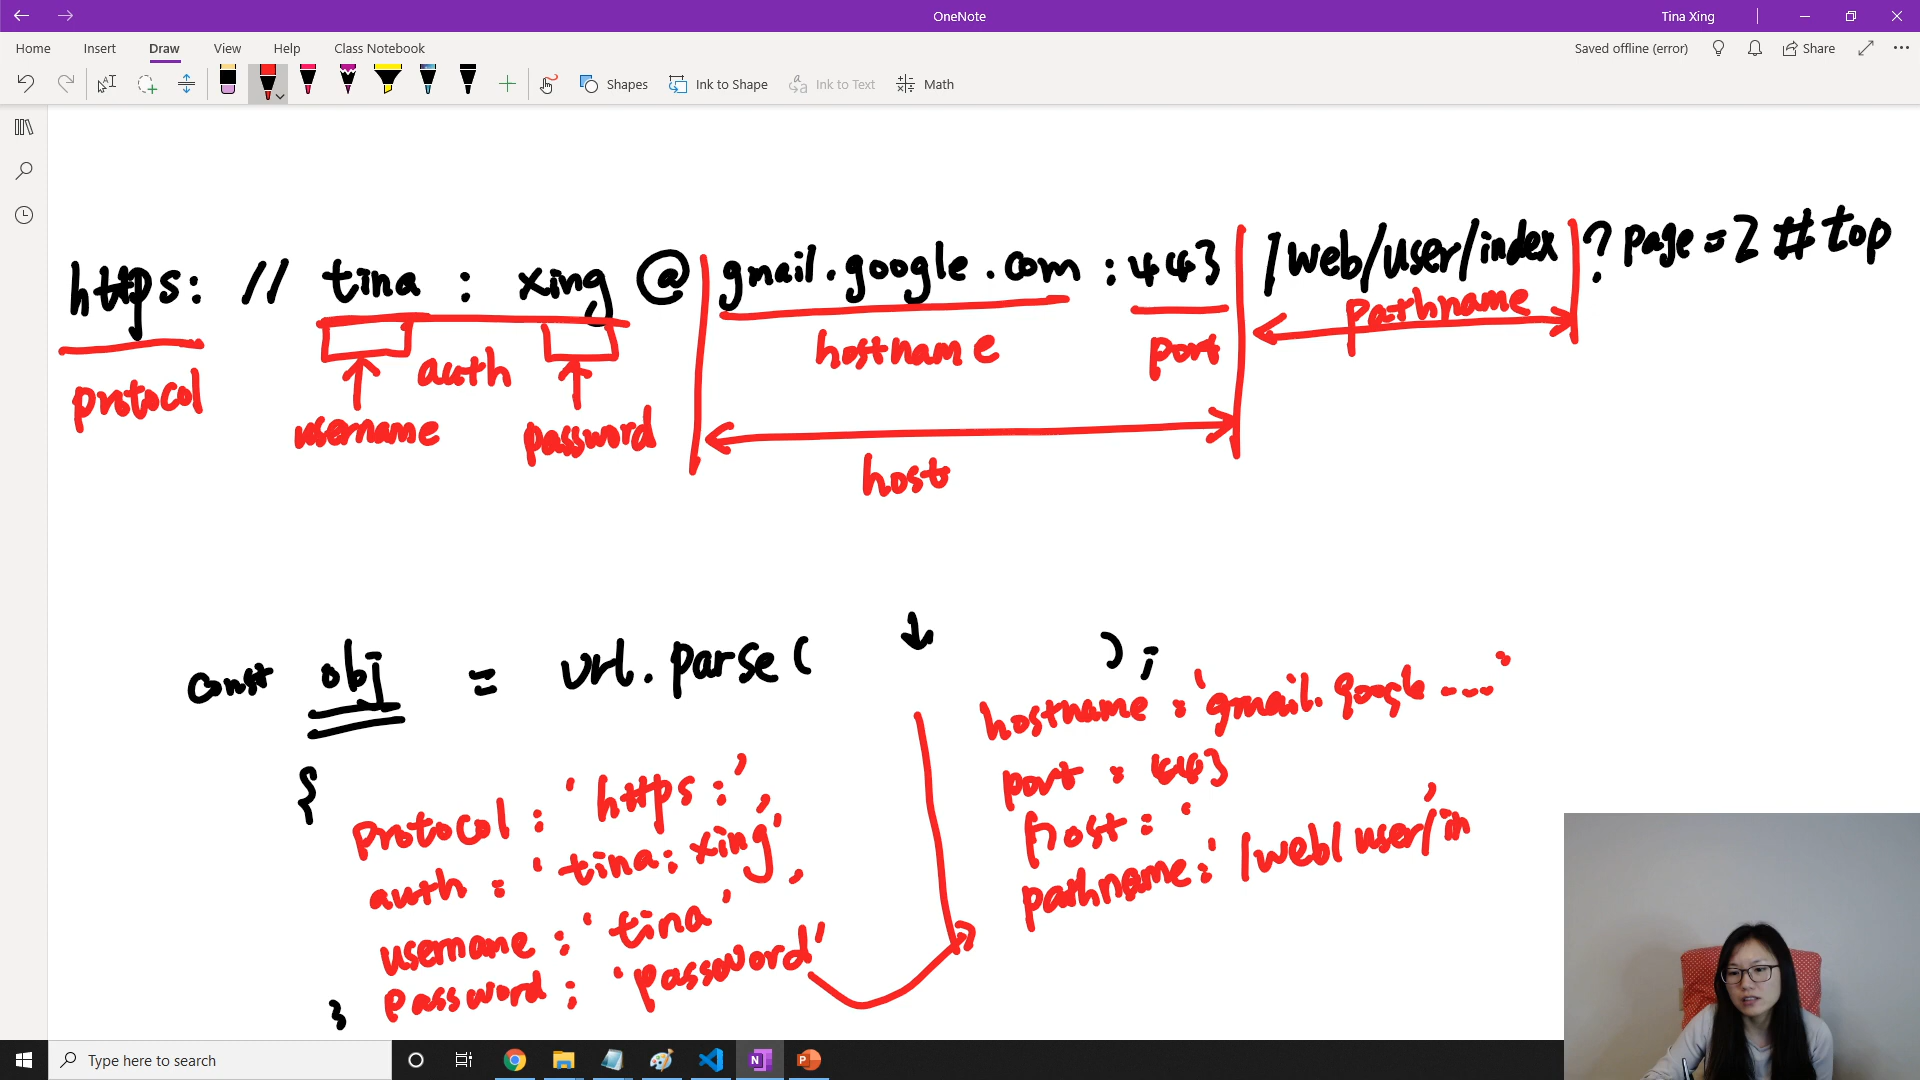 OneNote
Tina Xing
Home Insert Draw View Help Class Notebook
Saved offline (error) Share
Shapes Ink to Shape Ink to Text Math
https: // tina : xing @ gmail.google.com :443 /web/user/index ?page=2 #top
protocol username auth password hostname port pathname
host
const obj = url.parse( );
{
protocol : 'https:',
auth : 'tina:xing',
username : 'tina',
password : 'password'
}
hostname : 'gmail.google ----'
port : 443
host : '
pathname : '/web/user/in'
Type here to search